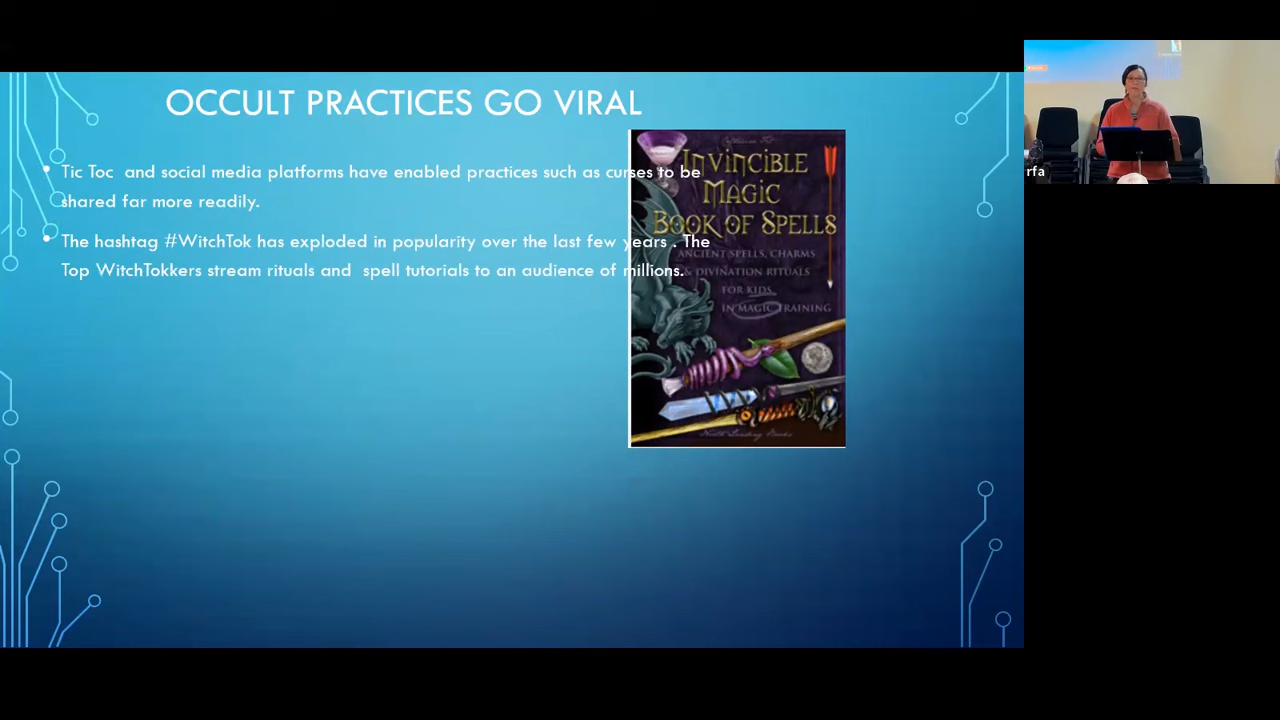 OCCULT PRACTICES GO VIRAL
• Tic Toc and social media platforms have enabled practices such as curses to be
shared far more readily.
• The hashtag #WitchTok has exploded in popularity over the last few years . The
Top WitchTokkers stream rituals and spell tutorials to an audience of millions.
INVINCIBLE
MAGIC
BOOK OF SPELLS
ANCIENT SPELLS, CHARMS
& DIVINATION RITUALS
FOR KIDS
IN MAGIC TRAINING
rfa